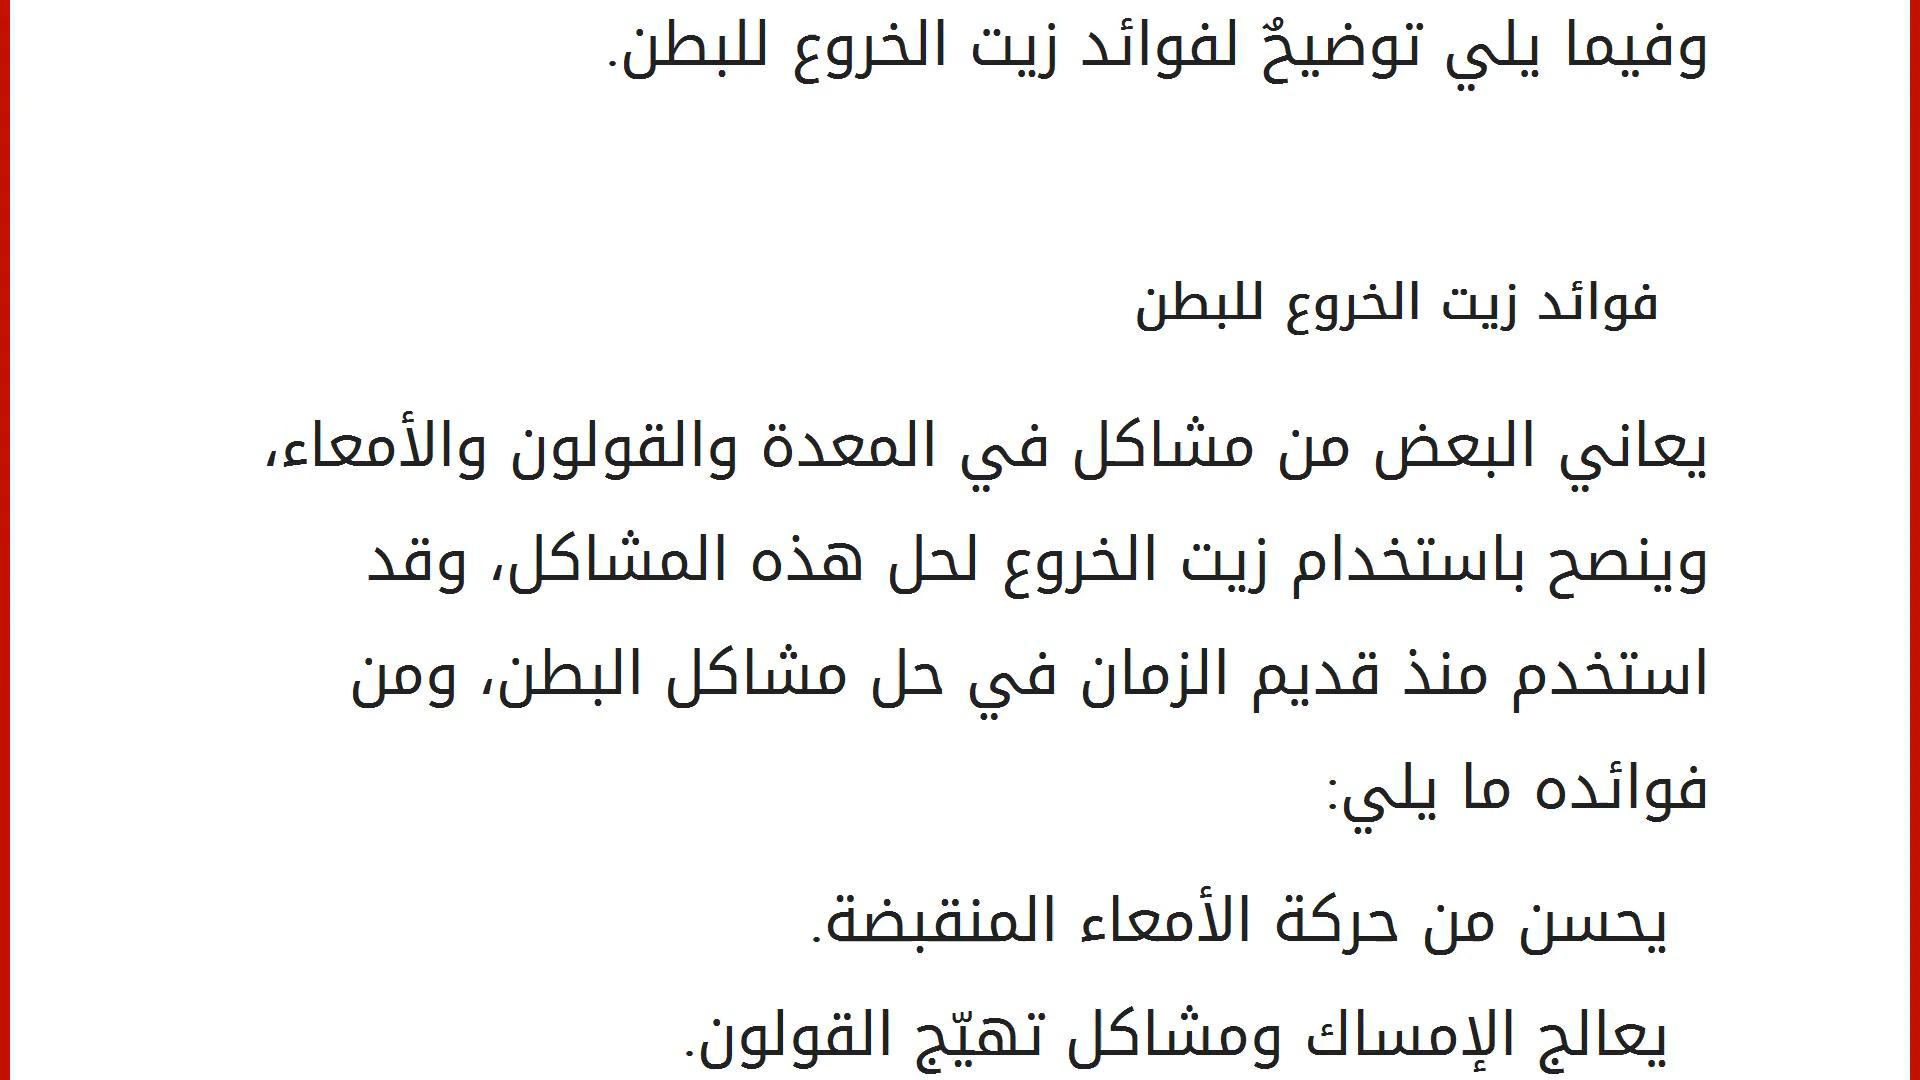 وفيما يلي توضيحٌ لفوائد زيت الخروع للبطن.
فوائد زيت الخروع للبطن
يعاني البعض من مشاكل في المعدة والقولون والأمعاء،
وينصح باستخدام زيت الخروع لحل هذه المشاكل، وقد
استخدم منذ قديم الزمان في حل مشاكل البطن، ومن
فوائده ما يلي:
يحسن من حركة الأمعاء المنقبضة.
يعالج الإمساك ومشاكل تهيّج القولون.